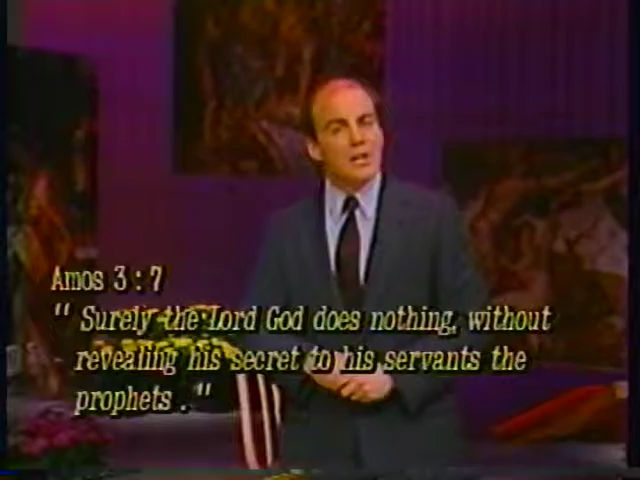 Amos 3 : 7
" Surely the Lord God does nothing, without
revealing his secret to his servants the
prophets ."